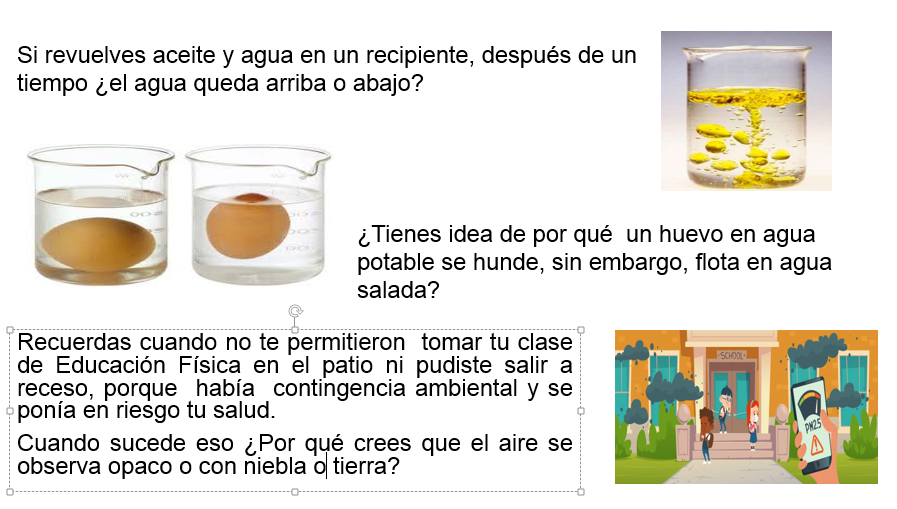 Si revuelves aceite y agua en un recipiente, después de un
tiempo ¿el agua queda arriba o abajo?
¿Tienes idea de por qué  un huevo en agua
potable se hunde, sin embargo, flota en agua
salada?
Recuerdas cuando no te permitieron  tomar tu clase
de Educación Física en el patio ni pudiste salir a
receso, porque  había  contingencia ambiental y se
ponía en riesgo tu salud.
Cuando sucede eso ¿Por qué crees que el aire se
observa opaco o con niebla o tierra?
SCHOOL
PM2.5